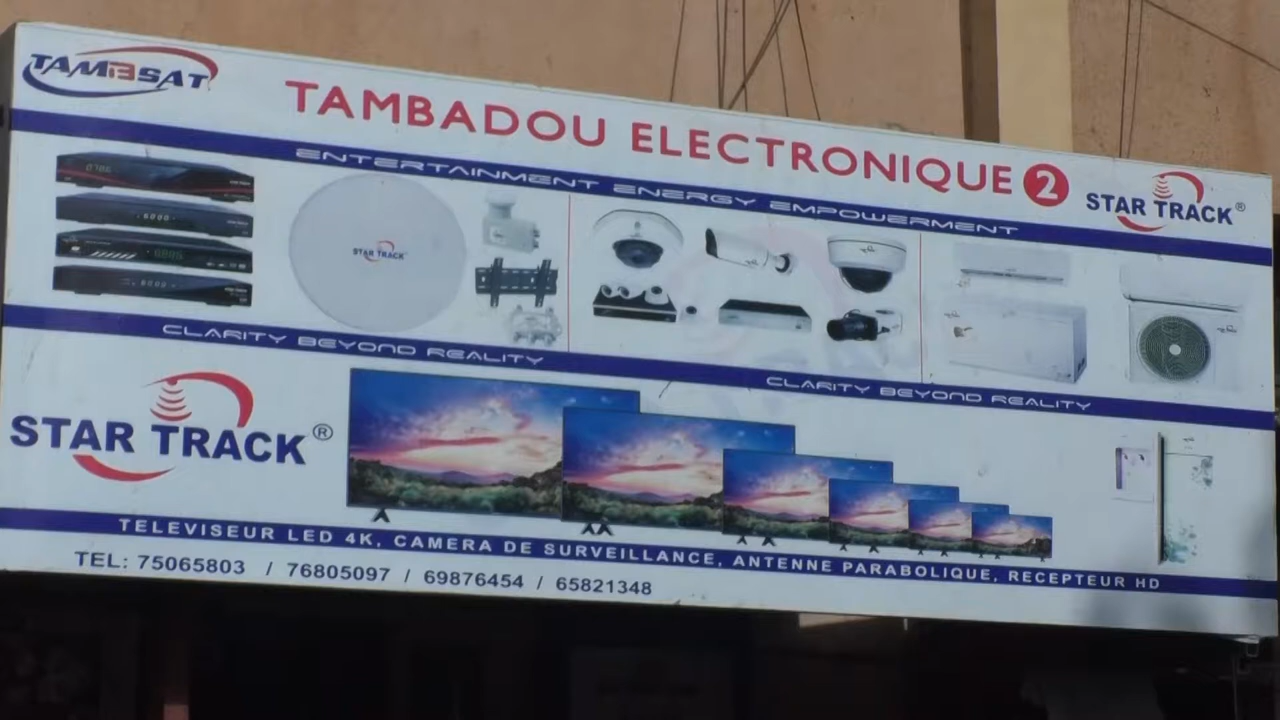 TAMBSAT
TAMBADOU ELECTRONIQUE 2
STAR TRACK®
ENTERTAINMENT ENERGY EMPOWERMENT
STAR TRACK
CLARITY BEYOND REALITY
CLARITY BEYOND REALITY
STAR TRACK®
TELEVISEUR LED 4K, CAMERA DE SURVEILLANCE, ANTENNE PARABOLIQUE, RECEPTEUR HD
TEL: 75065803 / 76805097 / 69876454 / 65821348